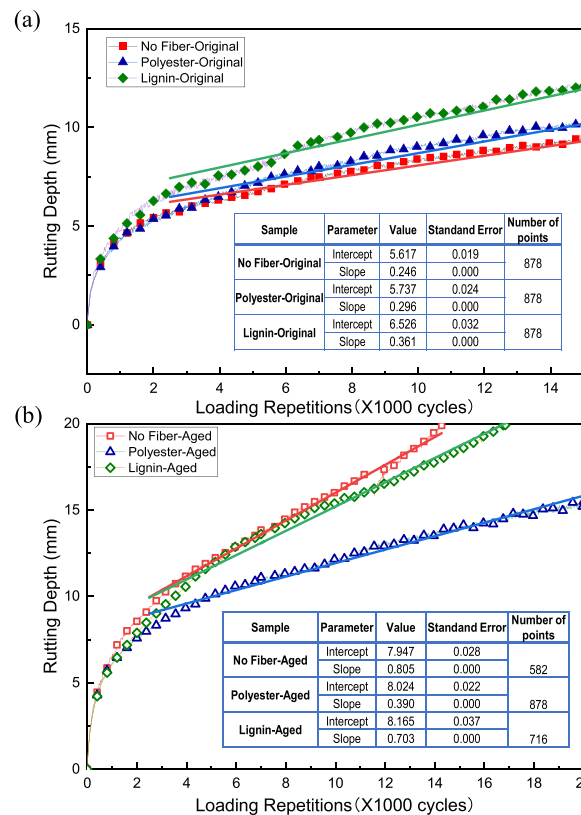 (a)
15
10
5
0
Rutting Depth (mm)
No Fiber-Original
Polyester-Original
Lignin-Original
Sample Parameter Value Standand Error Number of points
No Fiber-Original Intercept 5.617 0.019 878
Slope 0.246 0.000
Polyester-Original Intercept 5.737 0.024 878
Slope 0.296 0.000
Lignin-Original Intercept 6.526 0.032 878
Slope 0.361 0.000
0 2 4 6 8 10 12 14
Loading Repetitions (X1000 cycles)
(b)
20
15
10
5
0
Rutting Depth (mm)
No Fiber-Aged
Polyester-Aged
Lignin-Aged
Sample Parameter Value Standand Error Number of points
No Fiber-Aged Intercept 7.947 0.028 582
Slope 0.805 0.000
Polyester-Aged Intercept 8.024 0.022 878
Slope 0.390 0.000
Lignin-Aged Intercept 8.165 0.037 716
Slope 0.703 0.000
0 2 4 6 8 10 12 14 16 18 2
Loading Repetitions (X1000 cycles)